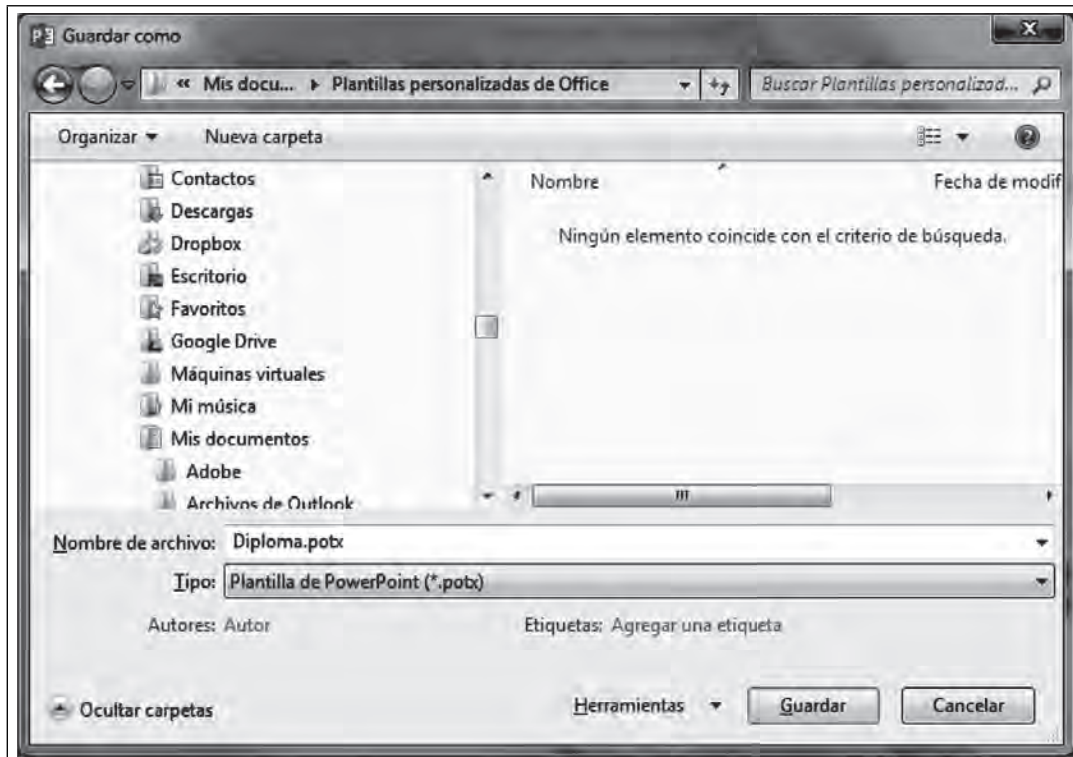 Guardar como
« Mis docu... Plantillas personalizadas de Office Buscar Plantillas personalizad...
Organizar Nueva carpeta
Contactos
Descargas
Dropbox
Escritorio
Favoritos
Google Drive
Máquinas virtuales
Mi música
Mis documentos
Adobe
Archivos de Outlook
Nombre Fecha de modif
Ningún elemento coincide con el criterio de búsqueda.
Nombre de archivo: Diploma.potx
Tipo: Plantilla de PowerPoint (*.potx)
Autores: Autor Etiquetas: Agregar una etiqueta
Ocultar carpetas Herramientas Guardar Cancelar